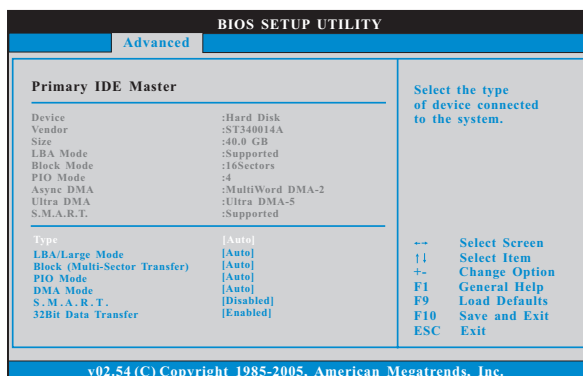 BIOS SETUP UTILITY
Advanced
Primary IDE Master
Device :Hard Disk
Vendor :ST340014A
Size :40.0 GB
LBA Mode :Supported
Block Mode :16Sectors
PIO Mode :4
Async DMA :MultiWord DMA-2
Ultra DMA :Ultra DMA-5
S.M.A.R.T. :Supported
Type [Auto]
LBA/Large Mode [Auto]
Block (Multi-Sector Transfer) [Auto]
PIO Mode [Auto]
DMA Mode [Auto]
S.M.A.R.T. [Disabled]
32Bit Data Transfer [Enabled]
Select the type
of device connected
to the system.
←→ Select Screen
↑↓ Select Item
+- Change Option
F1 General Help
F9 Load Defaults
F10 Save and Exit
ESC Exit
v02.54 (C) Copyright 1985-2005, American Megatrends, Inc.